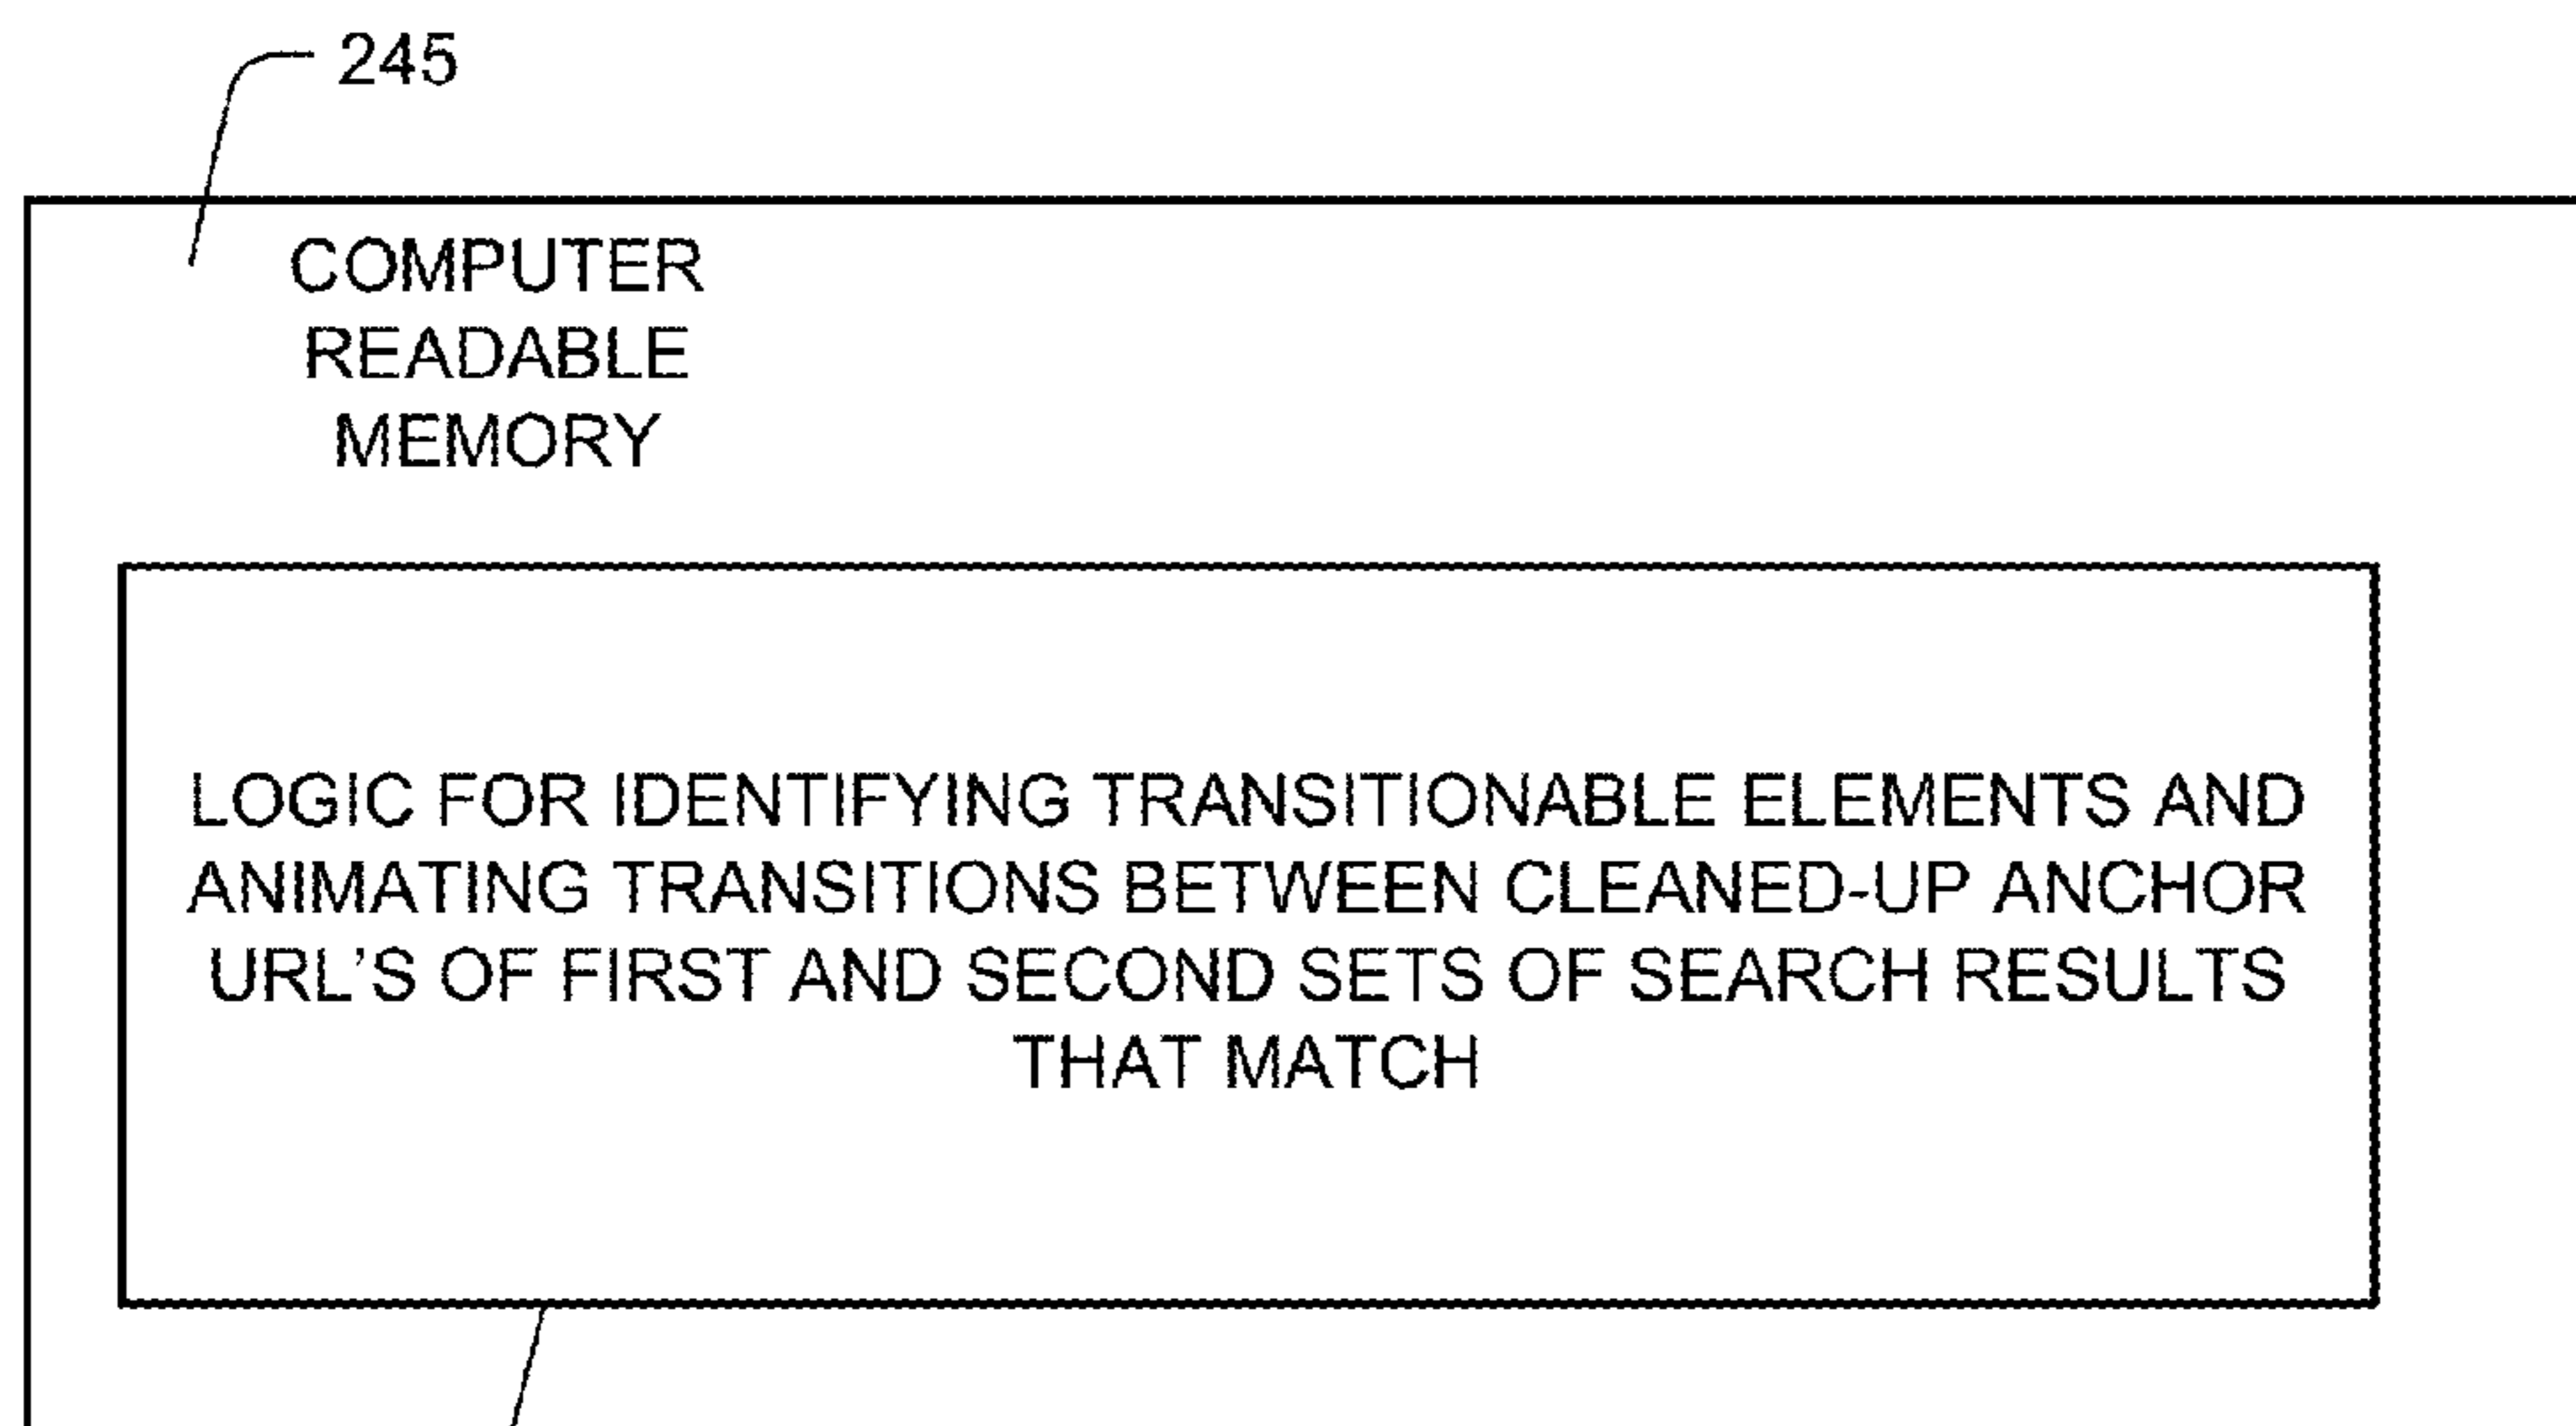 245
COMPUTER
READABLE
MEMORY
LOGIC FOR IDENTIFYING TRANSITIONABLE ELEMENTS AND
ANIMATING TRANSITIONS BETWEEN CLEANED-UP ANCHOR
URL’S OF FIRST AND SECOND SETS OF SEARCH RESULTS
THAT MATCH